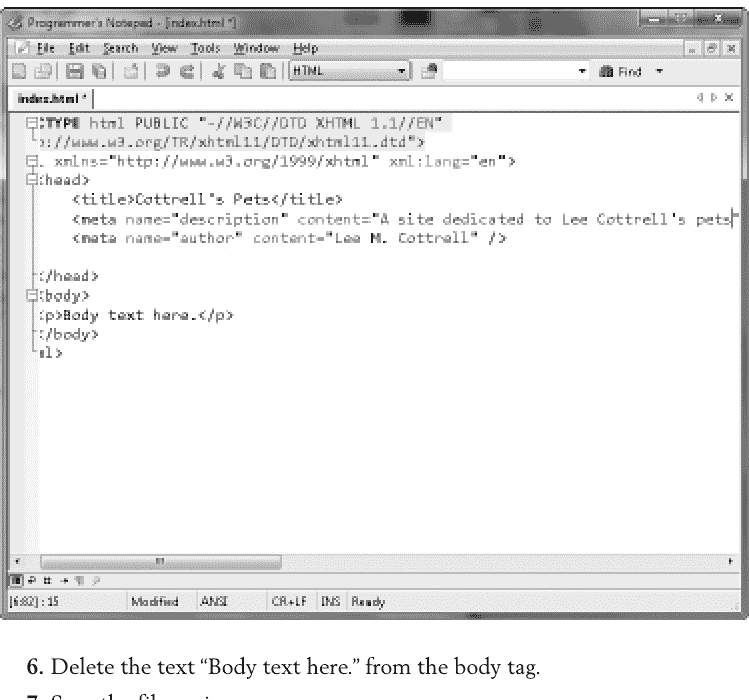 Programmer's Notepad - [index.html *]
File Edit Search View Tools Window Help
HTML Find
index.html *
:TYPE html PUBLIC "-//W3C//DTD XHTML 1.1//EN"
>://www.w3.org/TR/xhtml11/DTD/xhtml11.dtd">
xmlns="http://www.w3.org/1999/xhtml" xml:lang="en">
:head>
<title>Cottrell's Pets</title>
<meta name="description" content="A site dedicated to Lee Cottrell's pets"
<meta name="author" content="Lee M. Cottrell" />
:/head>
:body>
:p>Body text here.</p>
:/body>
ml>
[6:82] : 15 Modified ANSI CR+LF INS Ready
6. Delete the text “Body text here.” from the body tag.